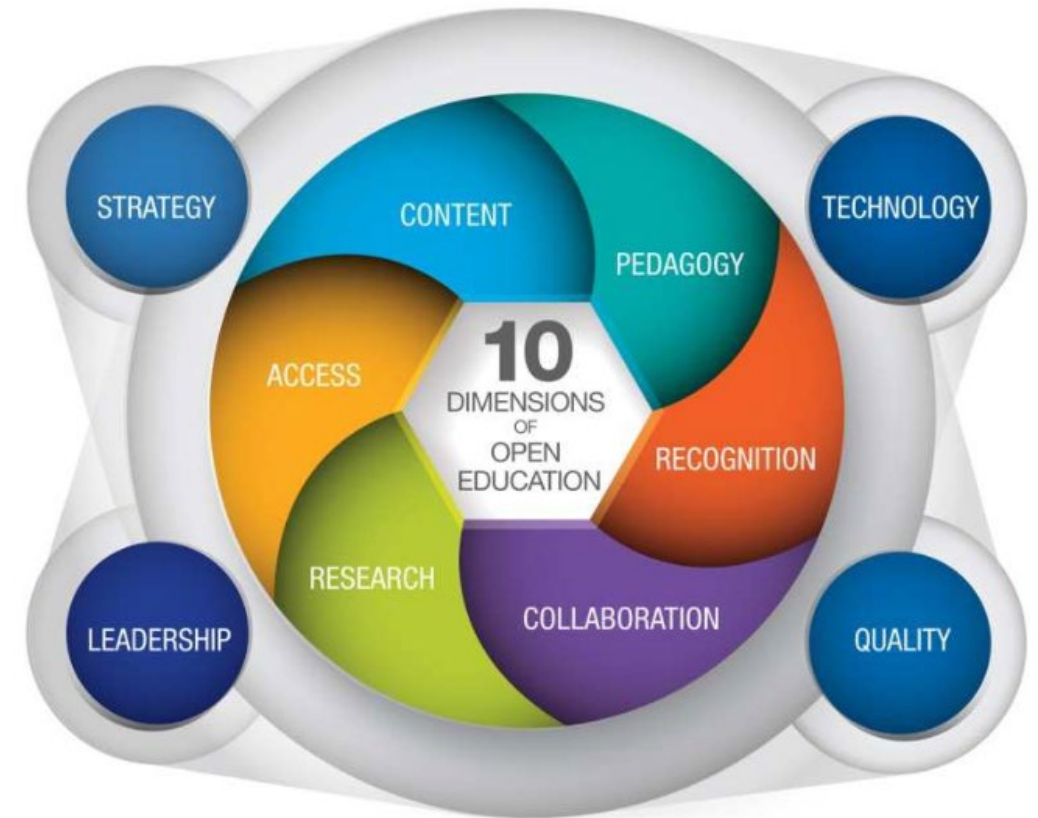 STRATEGY
TECHNOLOGY
CONTENT
PEDAGOGY
ACCESS
10
DIMENSIONS
OF
OPEN
EDUCATION
RECOGNITION
RESEARCH
COLLABORATION
LEADERSHIP
QUALITY